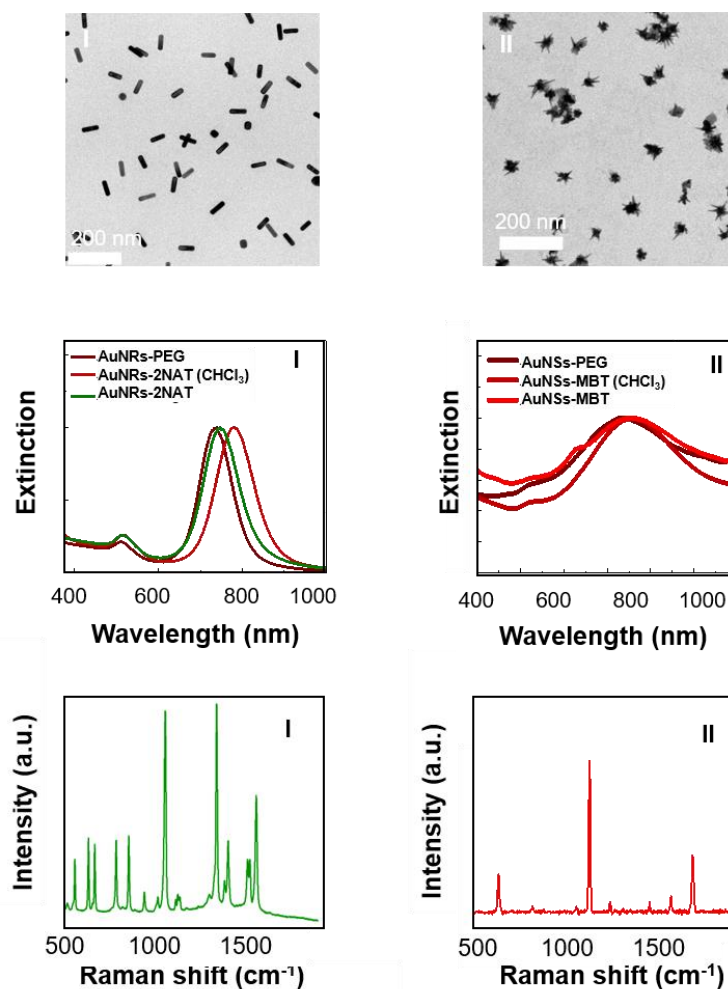 I
200 nm
II
200 nm
AuNRs-PEG
AuNRs-2NAT (CHCl₃)
AuNRs-2NAT
I
Extinction
400 600 800 1000
Wavelength (nm)
AuNSs-PEG
AuNSs-MBT (CHCl₃)
AuNSs-MBT
II
Extinction
400 600 800 1000
Wavelength (nm)
I
Intensity (a.u.)
500 1000 1500
Raman shift (cm⁻¹)
II
Intensity (a.u.)
500 1000 1500
Raman shift (cm⁻¹)